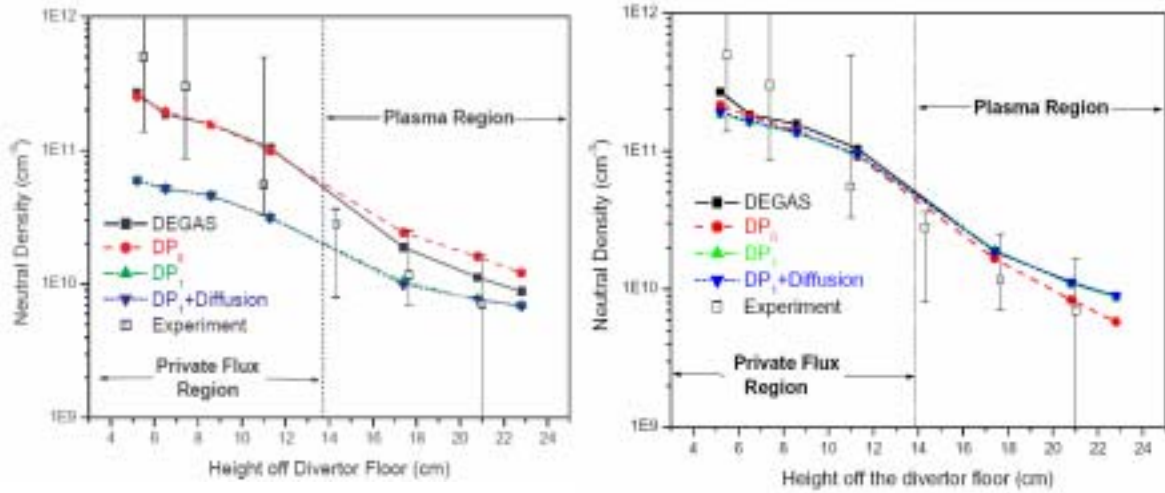 1E12
1E11
1E10
1E9
Neutral Density (cm⁻³)
Plasma Region
DEGAS
DP₀
DP₁
DP₁+Diffusion
Experiment
Private Flux
Region
4 6 8 10 12 14 16 18 20 22 24
Height off Divertor Floor (cm)
1E12
1E11
1E10
1E9
Neutral Density (cm⁻³)
Plasma Region
DEGAS
DP₀
DP₁
DP₁+Diffusion
Experiment
Private Flux
Region
4 6 8 10 12 14 16 18 20 22 24
Height off the divertor floor (cm)